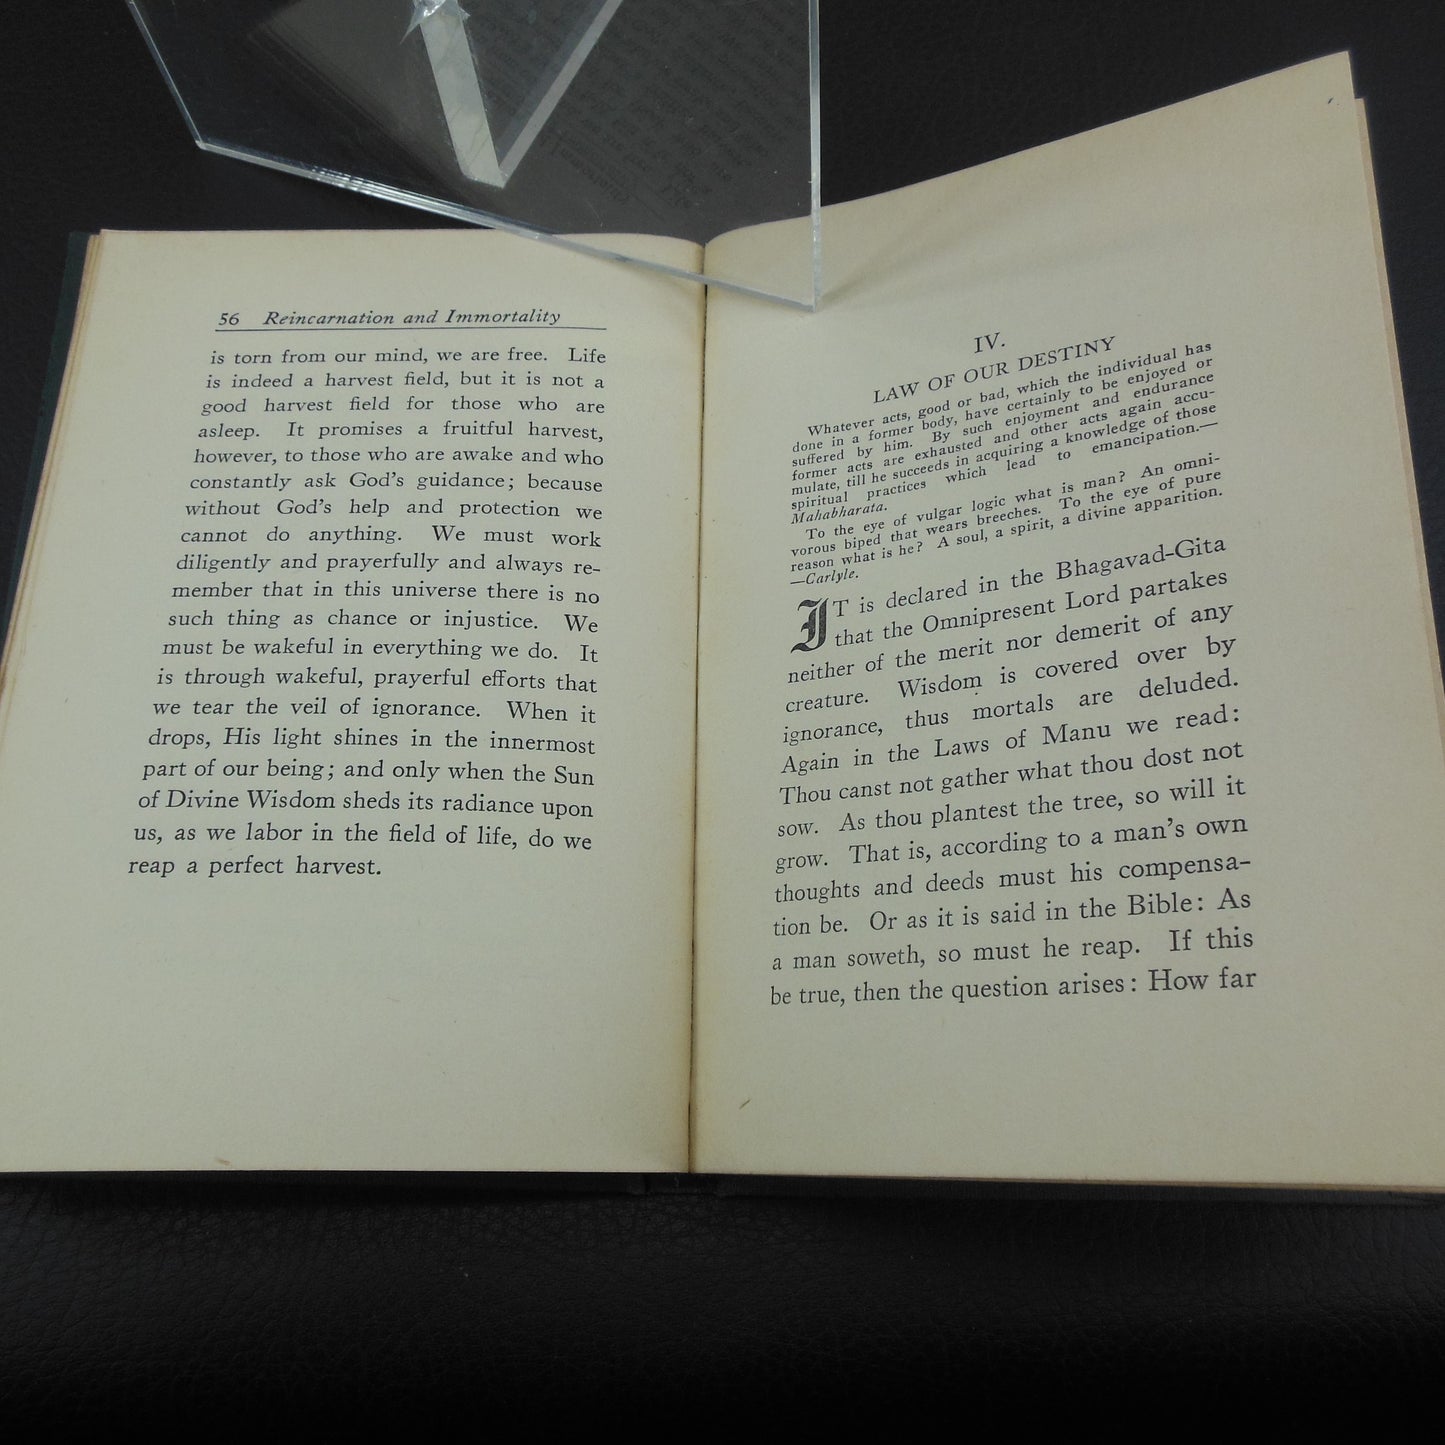 56 Reincarnation and Immortality
is torn from our mind, we are free. Life
is indeed a harvest field, but it is not a
good harvest field for those who are
asleep. It promises a fruitful harvest,
however, to those who are awake and who
constantly ask God's guidance; because
without God's help and protection we
cannot do anything. We must work
diligently and prayerfully and always re-
member that in this universe there is no
such thing as chance or injustice. We
must be wakeful in everything we do. It
is through wakeful, prayerful efforts that
we tear the veil of ignorance. When it
drops, His light shines in the innermost
part of our being; and only when the Sun
of Divine Wisdom sheds its radiance upon
us, as we labor in the field of life, do we
reap a perfect harvest.
IV.
LAW OF OUR DESTINY
Whatever acts, good or bad, which the individual has
done in a former body, have certainly to be enjoyed or
suffered by him. By such enjoyment and endurance
former acts are exhausted and other acts again accu-
mulate, till he succeeds in acquiring a knowledge of those
spiritual practices which lead to emancipation.—
Mahabharata.
To the eye of vulgar logic what is man? An omni-
vorous biped that wears breeches. To the eye of pure
reason what is he? A soul, a spirit, a divine apparition.
—Carlyle.
IT is declared in the Bhagavad-Gita
that the Omnipresent Lord partakes
neither of the merit nor demerit of any
creature. Wisdom is covered over by
ignorance, thus mortals are deluded.
Again in the Laws of Manu we read:
Thou canst not gather what thou dost not
sow. As thou plantest the tree, so will it
grow. That is, according to a man's own
thoughts and deeds must his compensa-
tion be. Or as it is said in the Bible: As
a man soweth, so must he reap. If this
be true, then the question arises: How far